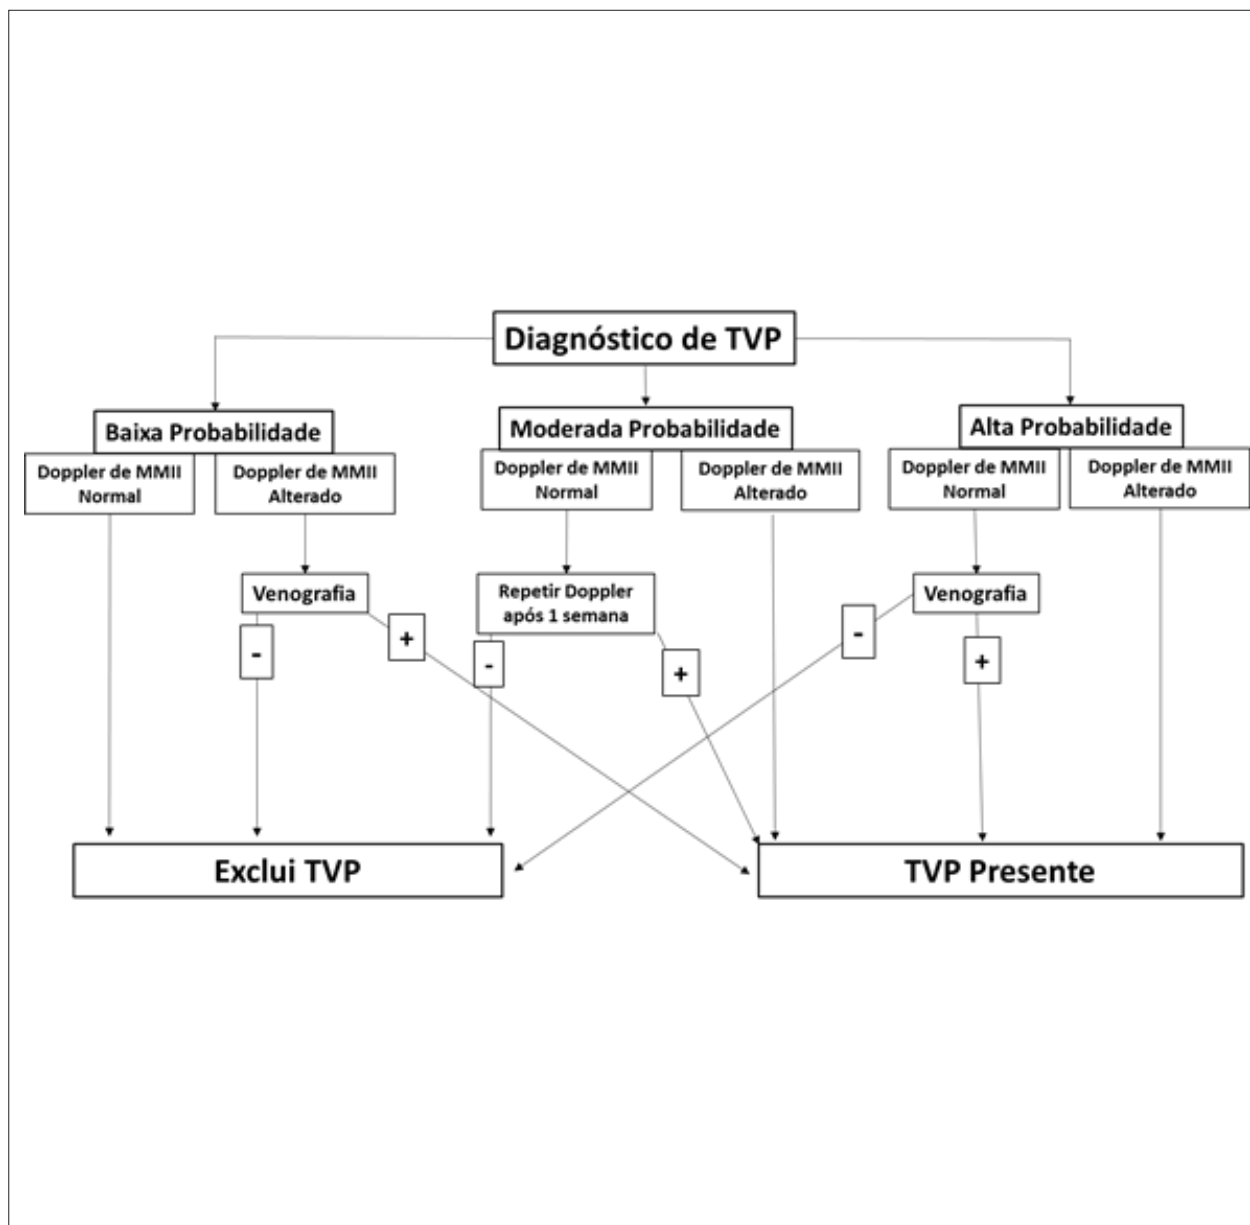 Diagnóstico de TVP
Baixa Probabilidade
Moderada Probabilidade
Alta Probabilidade
Doppler de MMII
Normal
Doppler de MMII
Alterado
Doppler de MMII
Normal
Doppler de MMII
Alterado
Doppler de MMII
Normal
Doppler de MMII
Alterado
Venografia
Repetir Doppler
após 1 semana
Venografia
-
+
-
+
-
+
Exclui TVP
TVP Presente